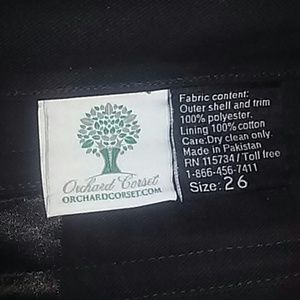 Orchard Corset
ORCHARDCORSET.COM
Fabric content:
Outer shell and trim
100% polyester.
Lining 100%cotton
Care:Dry clean only.
Made in Pakistan
RN 115734/ Toll free
1-866-456-7411
Size: 26